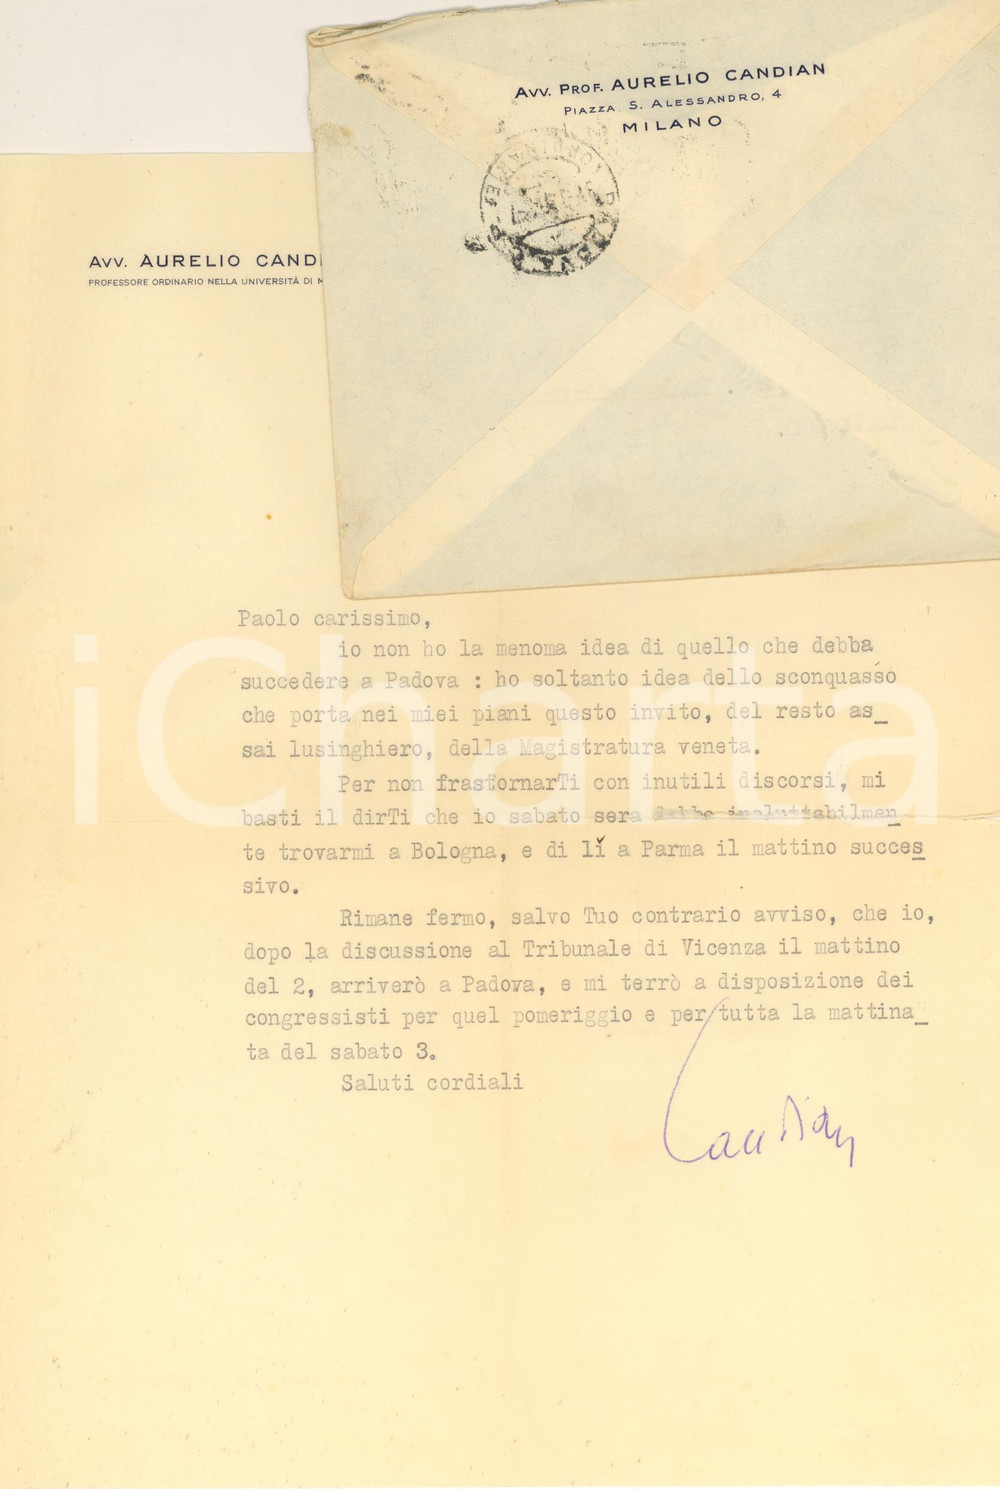 Avv. Prof. AURELIO CANDIAN
Piazza S. Alessandro, 4
MILANO
Avv. AURELIO CANDI
PROFESSORE ORDINARIO NELLA UNIVERSITÀ DI M
Paolo carissimo,
io non ho la menoma idea di quello che debba
succedere a Padova : ho soltanto idea dello sconquasso
che porta nei miei piani questo invito, del resto as_
sai lusinghiero, della Magistratura veneta.
Per non frastornarTi con inutili discorsi, mi
basti il dirTi che io sabato sera debbo ineluttabilmen_
te trovarmi a Bologna, e di lì a Parma il mattino succes_
sivo.
Rimane fermo, salvo Tuo contrario avviso, che io,
dopo la discussione al Tribunale di Vicenza il mattino
del 2, arriverò a Padova, e mi terrò a disposizione dei
congressisti per quel pomeriggio e per tutta la mattina_
ta del sabato 3.
Saluti cordiali
Candian
iCharta